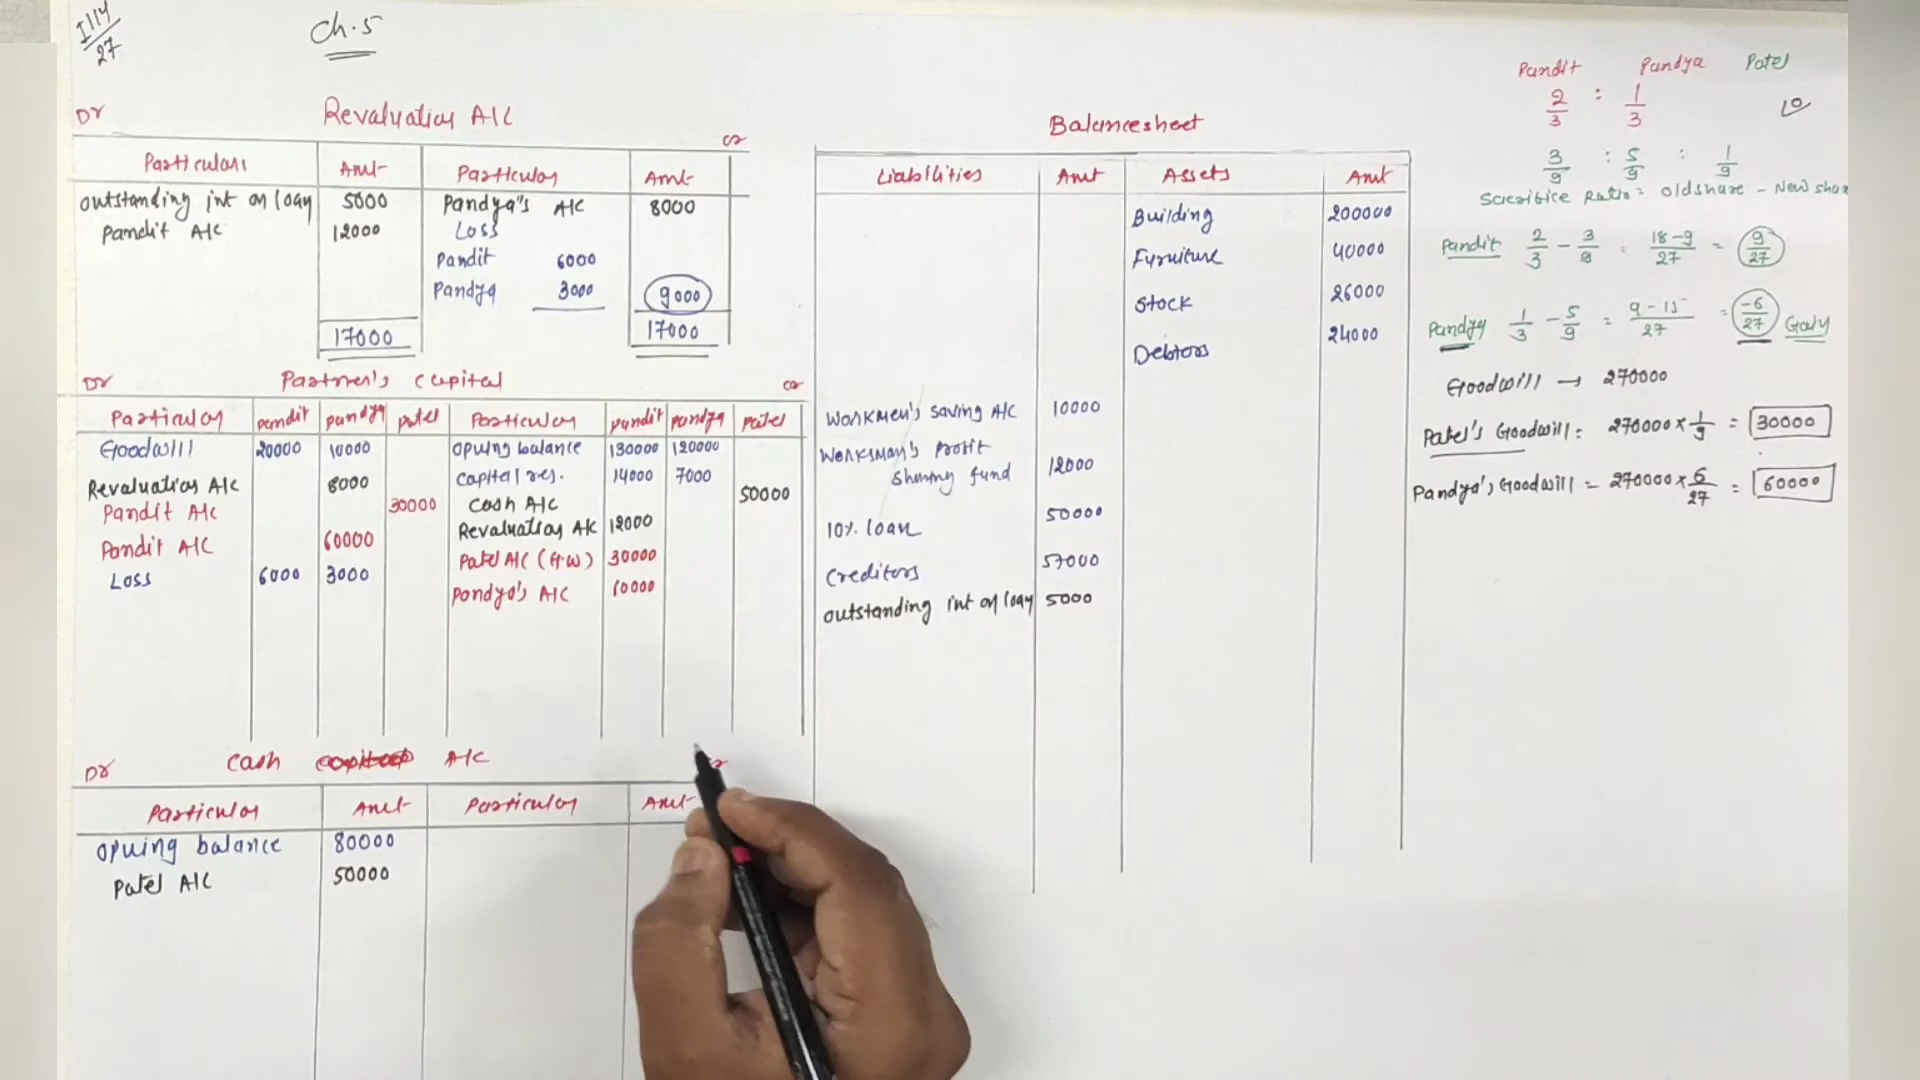 I114/27
Ch.5
Dr Revaluation A/C cr
Particulars Amt Particular Amt
outstanding int on loan 5000 Pandya's A/C 8000
Pandit A/C 12000 Loss
Pandit 6000
Pandya 3000 9000
17000 17000
Dr Partner's capital cr
Particular pandit pandya patel Particular pandit pandya patel
Goodwill 20000 10000 opning balance 130000 120000
Revaluation A/C 8000 capital res. 14000 7000
Pandit A/C 30000 cash A/C 50000
Pandit A/C 60000 Revaluation A/C 12000
Loss 6000 3000 Patel A/C (G.W) 30000
Pandya's A/C 60000
Dr cash A/C cr
Particular Amt Particular Amt
opning balance 80000
Patel A/C 50000
Balancesheet
Liabilities Amt Assets Amt
Building 200000
Furniture 40000
Stock 26000
Debtors 24000
Workmen's saving A/C 10000
Worksman's Profit
sharing fund 12000
10% loan 50000
creditors 57000
outstanding int on loan 5000
Pandit Pandya Patel
2/3 : 1/3
3/9 : 5/9 : 1/9
Sacrifice Ratio = oldshare - New shar
Pandit 2/3 - 3/9 = 18-9/27 = 9/27
Pandya 1/3 - 5/9 = 9-15/27 = -6/27 Gain
Goodwill → 270000
Patel's Goodwill = 270000 × 1/9 = 30000
Pandya's Goodwill = 270000 × 6/27 = 60000